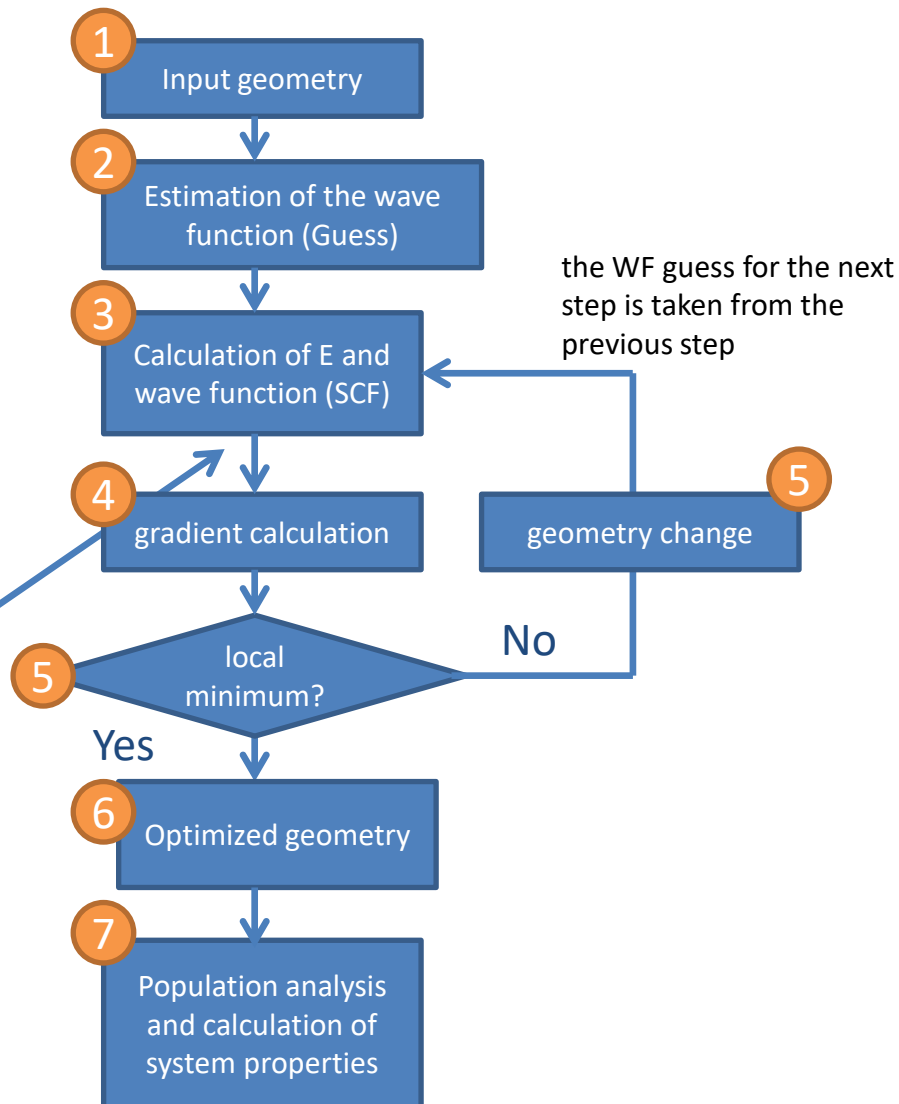 1
Input geometry
2
Estimation of the wave
function (Guess)
the WF guess for the next
step is taken from the
previous step
3
Calculation of E and
wave function (SCF)
4
gradient calculation
5
geometry change
5
local
minimum?
No
Yes
6
Optimized geometry
7
Population analysis
and calculation of
system properties